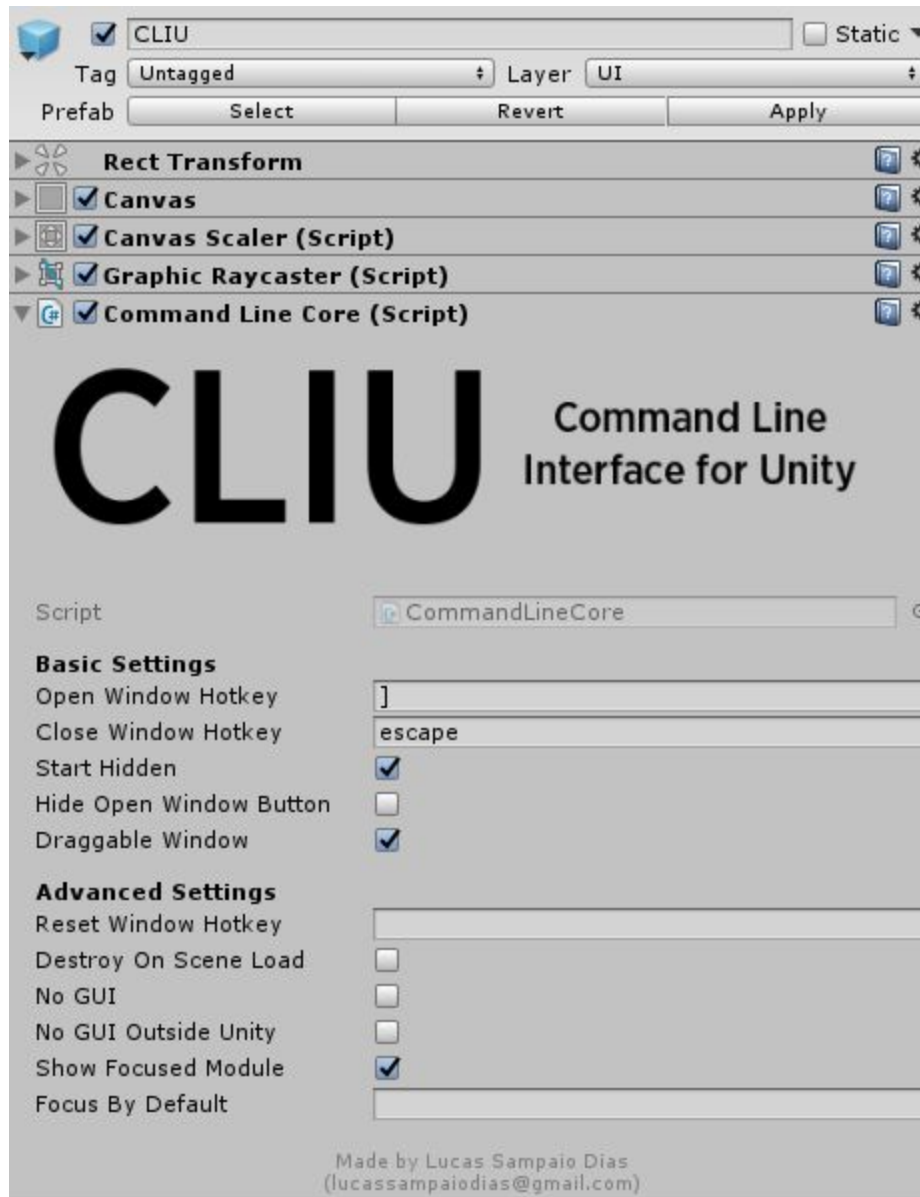 CLIU Static
Tag Untagged Layer UI
Prefab Select Revert Apply
Rect Transform
Canvas
Canvas Scaler (Script)
Graphic Raycaster (Script)
Command Line Core (Script)
CLIU
Command Line
Interface for Unity
Script CommandLineCore
Basic Settings
Open Window Hotkey ]
Close Window Hotkey escape
Start Hidden
Hide Open Window Button
Draggable Window
Advanced Settings
Reset Window Hotkey
Destroy On Scene Load
No GUI
No GUI Outside Unity
Show Focused Module
Focus By Default
Made by Lucas Sampaio Dias
(lucassampaiodias@gmail.com)